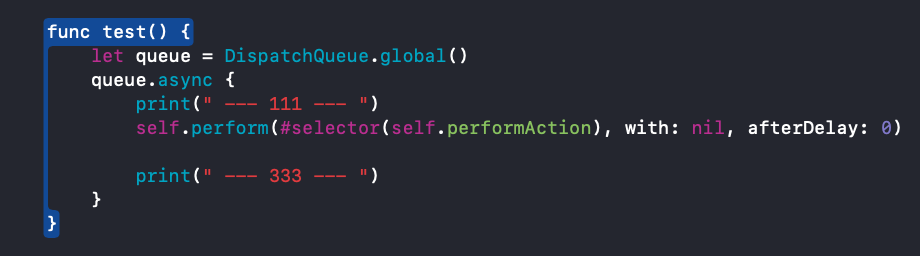 func test() {
    let queue = DispatchQueue.global()
    queue.async {
        print(" --- 111 --- ")
        self.perform(#selector(self.performAction), with: nil, afterDelay: 0)
        print(" --- 333 --- ")
    }
}